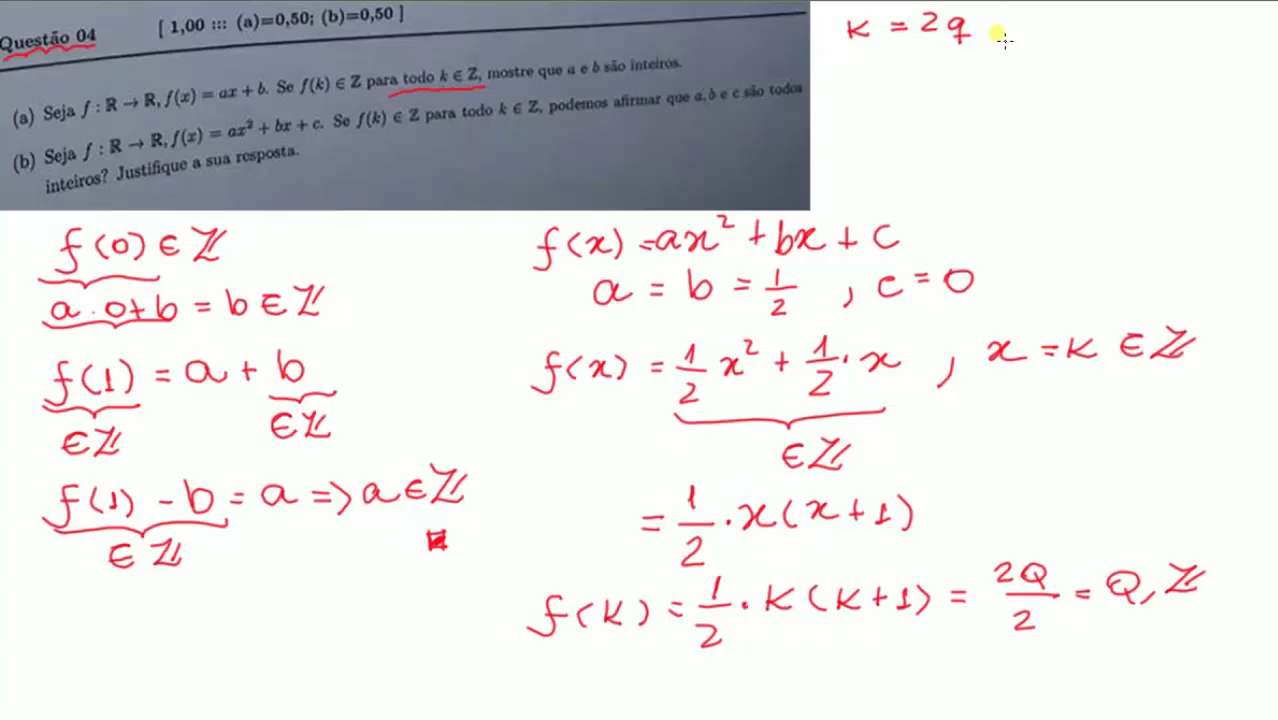 Questão 04 [ 1,00 ::: (a)=0,50; (b)=0,50 ]
(a) Seja f : ℝ → ℝ, f(x) = ax + b. Se f(k) ∈ ℤ para todo k ∈ ℤ, mostre que a e b são inteiros.
(b) Seja f : ℝ → ℝ, f(x) = ax² + bx + c. Se f(k) ∈ ℤ para todo k ∈ ℤ, podemos afirmar que a, b e c são todos
inteiros? Justifique a sua resposta.
K = 2q
f(0) ∈ ℤ
a . 0 + b = b ∈ ℤ
f(1) = a + b
∈ ℤ ∈ ℤ
f(1) - b = a => a ∈ ℤ
∈ ℤ
f(x) = ax² + bx + c
a = b = 1/2 , c = 0
f(x) = 1/2 x² + 1/2 . x , x = K ∈ ℤ
∈ ℤ
= 1/2 . x(x+1)
f(K) = 1/2 . K(K+1) = 2Q/2 = Q, ℤ